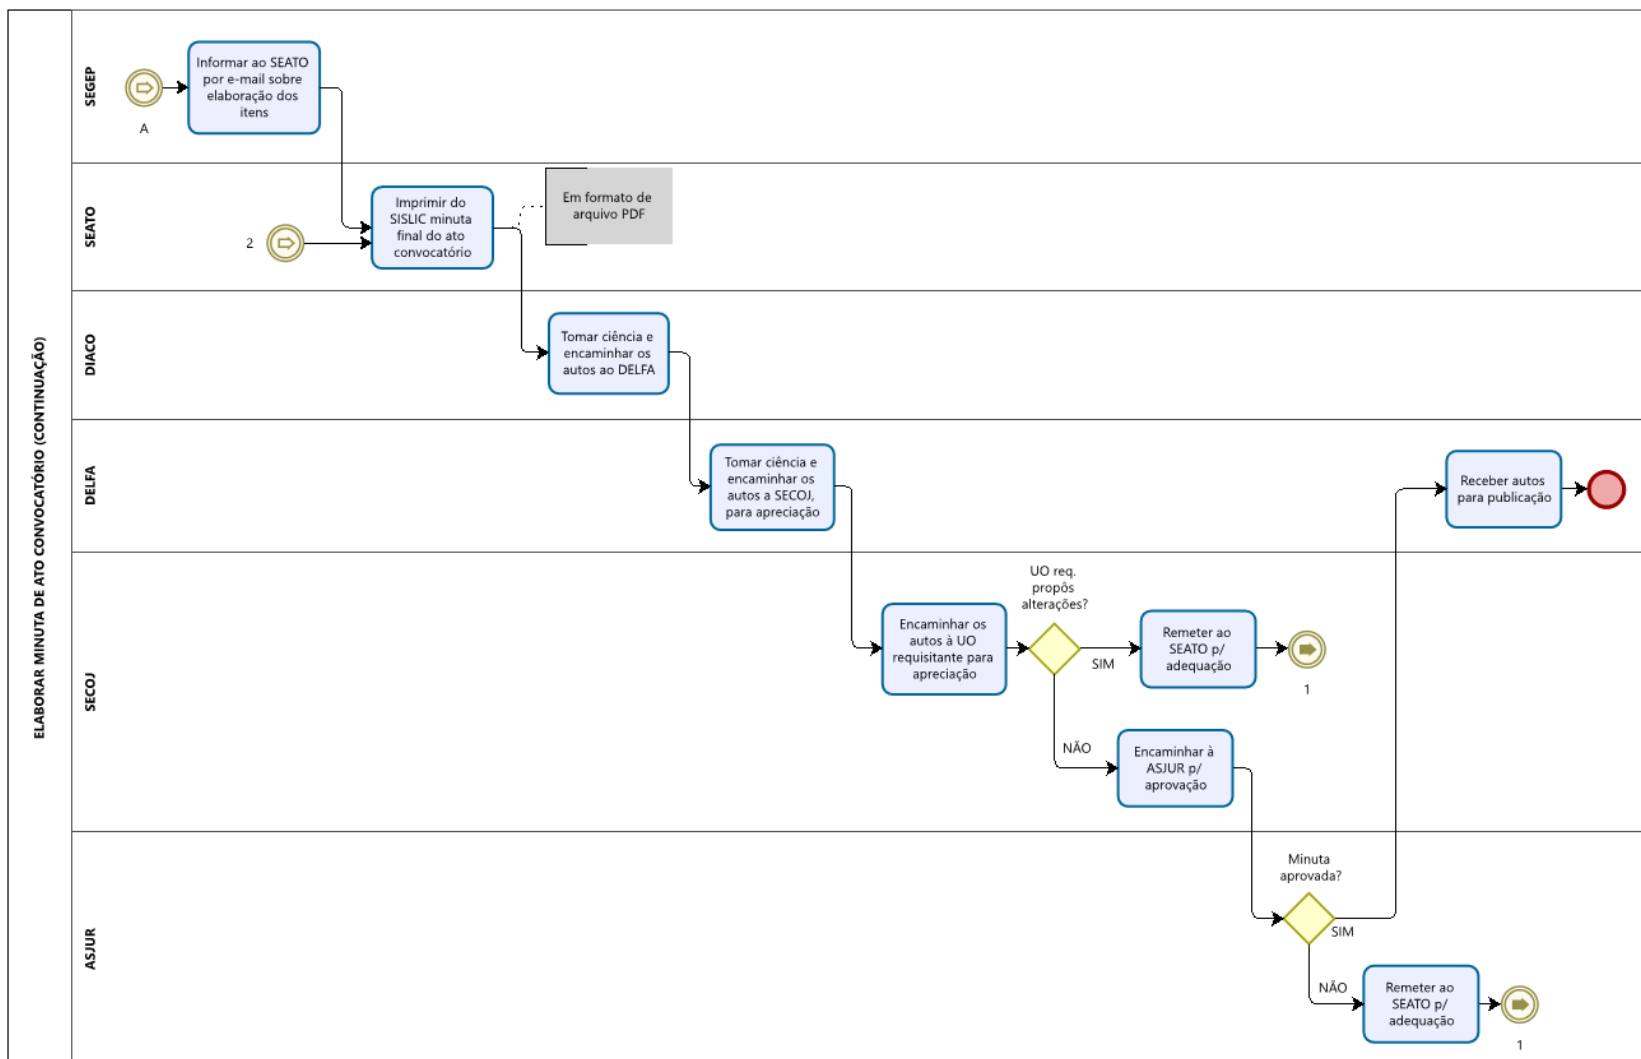 ELABORAR MINUTA DE ATO CONVOCATÓRIO (CONTINUAÇÃO)
SEGEP
A
Informar ao SEATO
por e-mail sobre
elaboração dos
itens
SEATO
2
Imprimir do
SISLIC minuta
final do ato
convocatório
Em formato de
arquivo PDF
DIACO
Tomar ciência e
encaminhar os
autos ao DELFA
DELFA
Tomar ciência e
encaminhar os
autos a SECOJ,
para apreciação
Receber autos
para publicação
SECOJ
Encaminhar os
autos à UO
requisitante para
apreciação
UO req.
propôs
alterações?
SIM
Remeter ao
SEATO p/
adequação
1
NÃO
Encaminhar à
ASJUR p/
aprovação
ASJUR
Minuta
aprovada?
SIM
NÃO
Remeter ao
SEATO p/
adequação
1